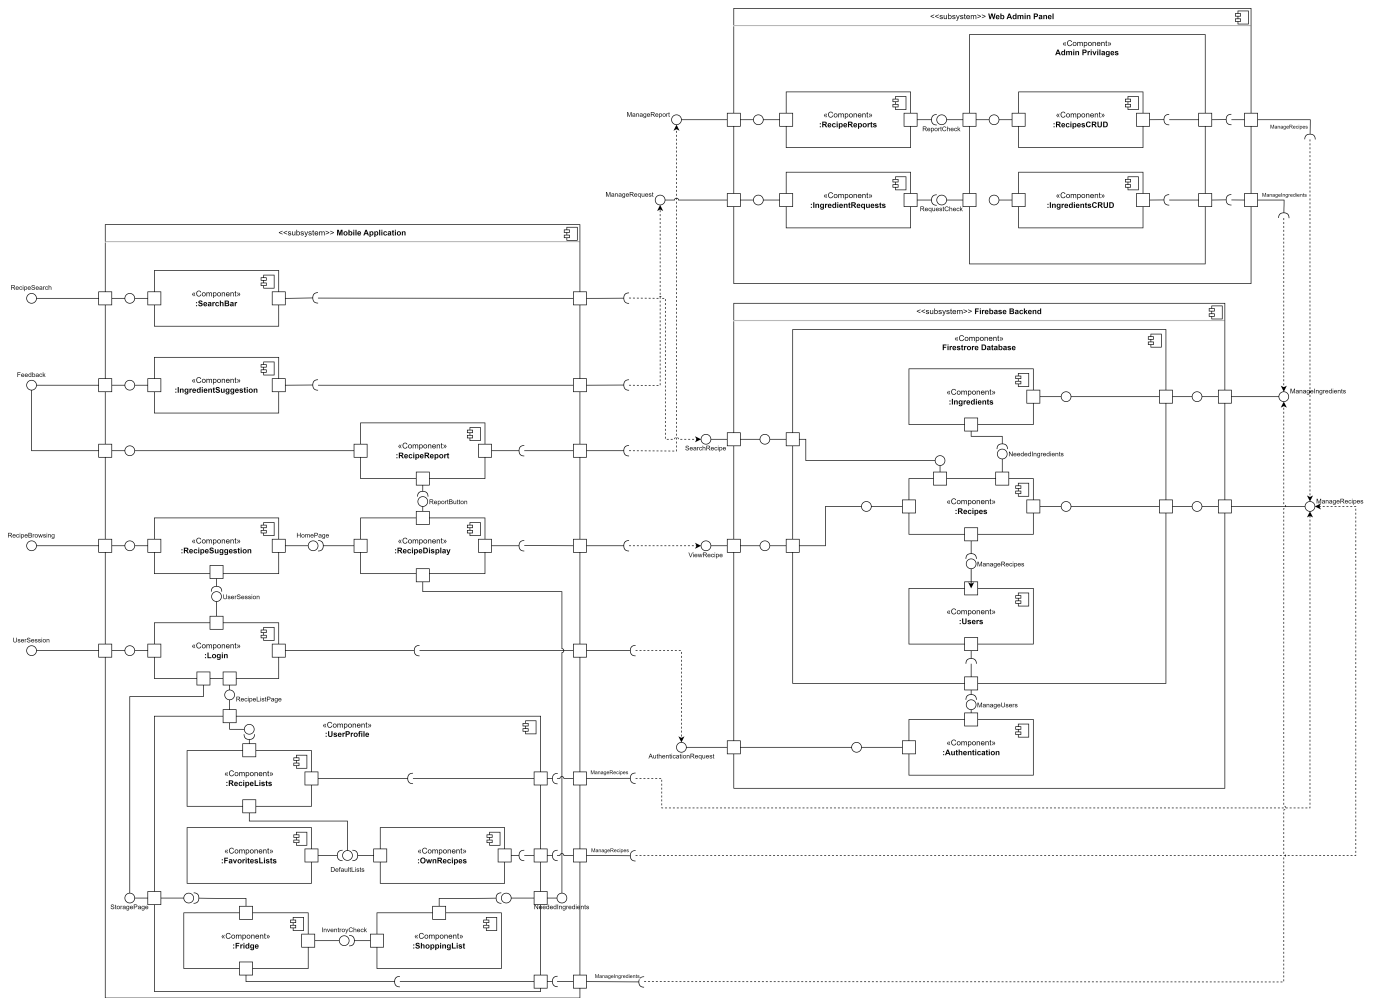 <<subsystem>> Web Admin Panel
«Component»
Admin Privilages
ManageReport
«Component»
:RecipeReports
ReportCheck
«Component»
:RecipesCRUD
ManageRecipes
ManageRequest
«Component»
:IngredientRequests
RequestCheck
«Component»
:IngredientsCRUD
ManageIngredients
<<subsystem>> Mobile Application
RecipeSearch
«Component»
:SearchBar
Feedback
«Component»
:IngredientSuggestion
«Component»
:RecipeReport
ReportButton
RecipeBrowsing
«Component»
:RecipeSuggestion
HomePage
«Component»
:RecipeDisplay
UserSession
UserSession
«Component»
:Login
RecipeListPage
«Component»
:UserProfile
«Component»
:RecipeLists
ManageRecipes
«Component»
:FavoritesLists
DefaultLists
«Component»
:OwnRecipes
ManageRecipes
StoragePage
NeededIngredients
«Component»
:Fridge
InventroyCheck
«Component»
:ShoppingList
ManageIngredients
<<subsystem>> Firebase Backend
«Component»
Firestrore Database
«Component»
:Ingredients
ManageIngredients
SearchRecipe
NeededIngredients
«Component»
:Recipes
ManageRecipes
ViewRecipe
ManageRecipes
«Component»
:Users
ManageUsers
AuthenticationRequest
«Component»
:Authentication